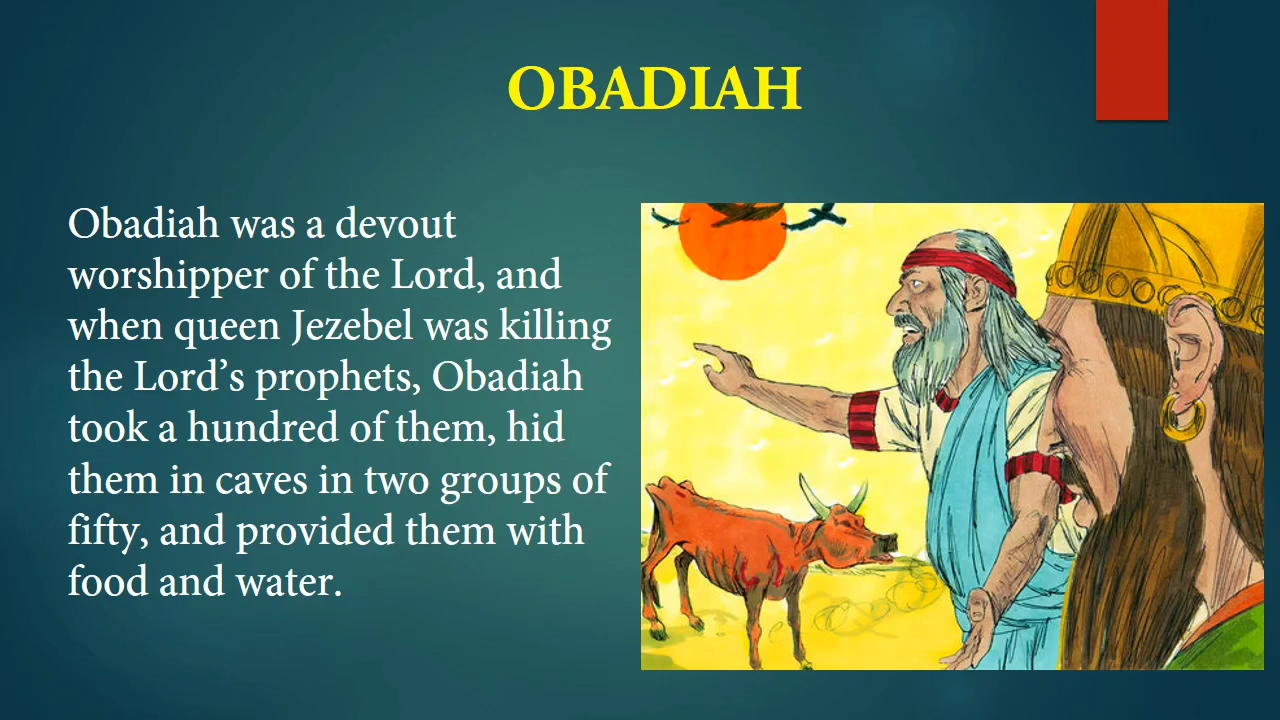 OBADIAH
Obadiah was a devout
worshipper of the Lord, and
when queen Jezebel was killing
the Lord’s prophets, Obadiah
took a hundred of them, hid
them in caves in two groups of
fifty, and provided them with
food and water.